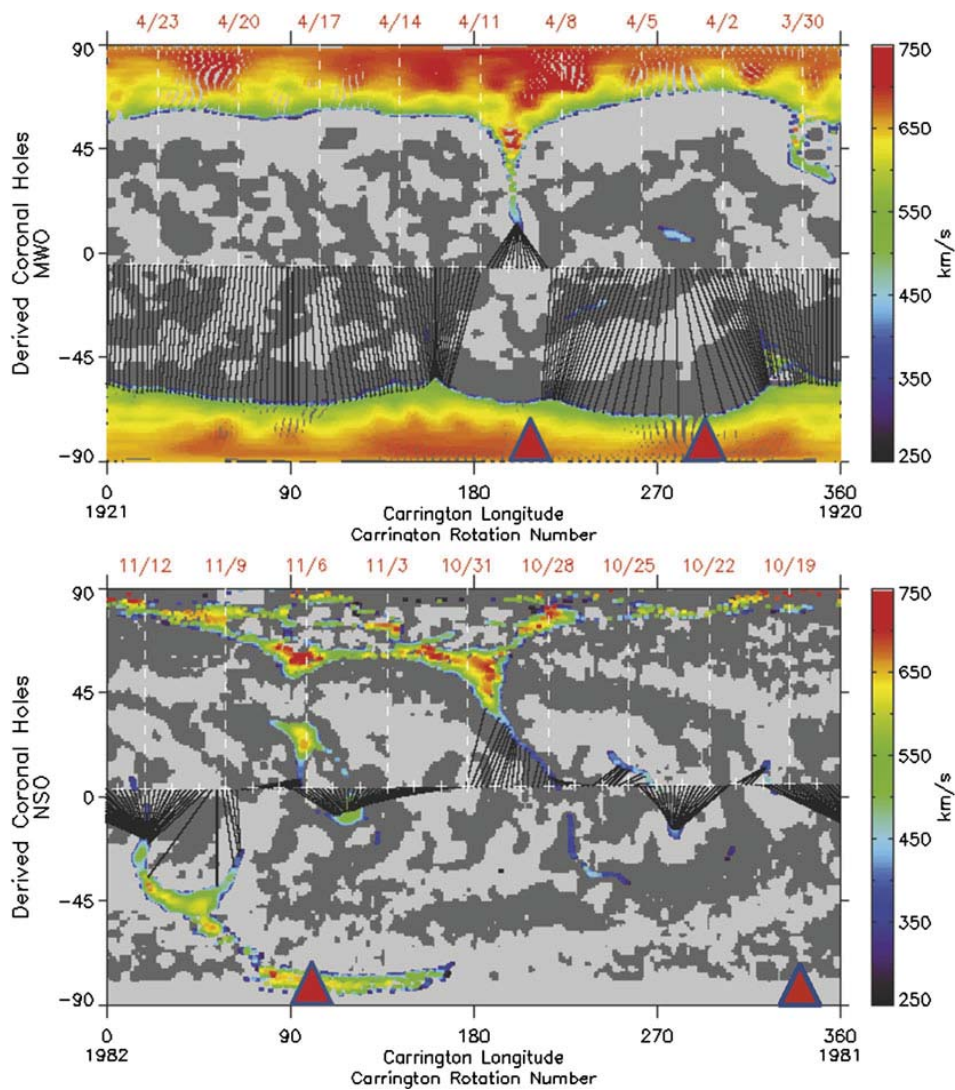 4/23 4/20 4/17 4/14 4/11 4/8 4/5 4/2 3/30
90 45 0 -45 -90
Derived Coronal Holes
MWO
750 650 550 450 350 250
km/s
0 90 180 270 360
1921 Carrington Longitude 1920
Carrington Rotation Number
11/12 11/9 11/6 11/3 10/31 10/28 10/25 10/22 10/19
90 45 0 -45 -90
Derived Coronal Holes
NSO
750 650 550 450 350 250
km/s
0 90 180 270 360
1982 Carrington Longitude 1981
Carrington Rotation Number